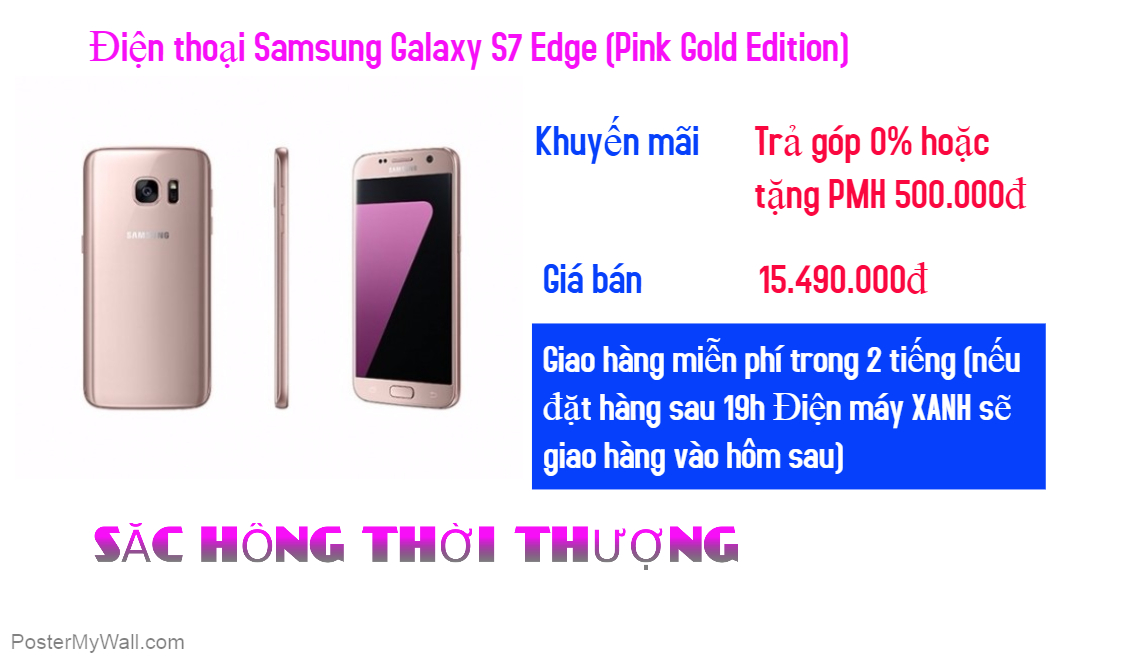 Điện thoại Samsung Galaxy S7 Edge (Pink Gold Edition)
SAMSUNG
SAMSUNG
Khuyến mãi
Trả góp 0% hoặc
tặng PMH 500.000đ
Giá bán
15.490.000đ
Giao hàng miễn phí trong 2 tiếng (nếu
đặt hàng sau 19h Điện máy XANH sẽ
giao hàng vào hôm sau)
SẮC HỒNG THỜI THƯỢNG
PosterMyWall.com